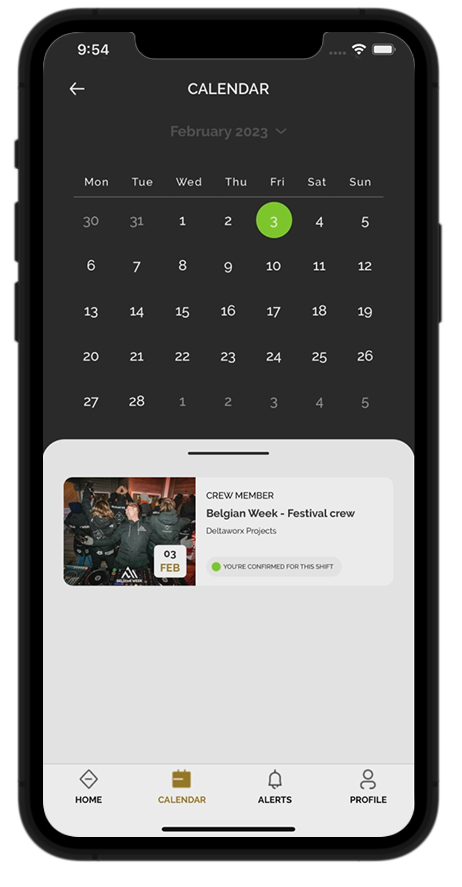 9:54
CALENDAR
February 2023
Mon Tue Wed Thu Fri Sat Sun
30 31 1 2 3 4 5
6 7 8 9 10 11 12
13 14 15 16 17 18 19
20 21 22 23 24 25 26
27 28 1 2 3 4 5
CREW MEMBER
Belgian Week - Festival crew
Deltaworx Projects
YOU'RE CONFIRMED FOR THIS SHIFT
03
FEB
BELGIAN WEEK
HOME CALENDAR ALERTS PROFILE